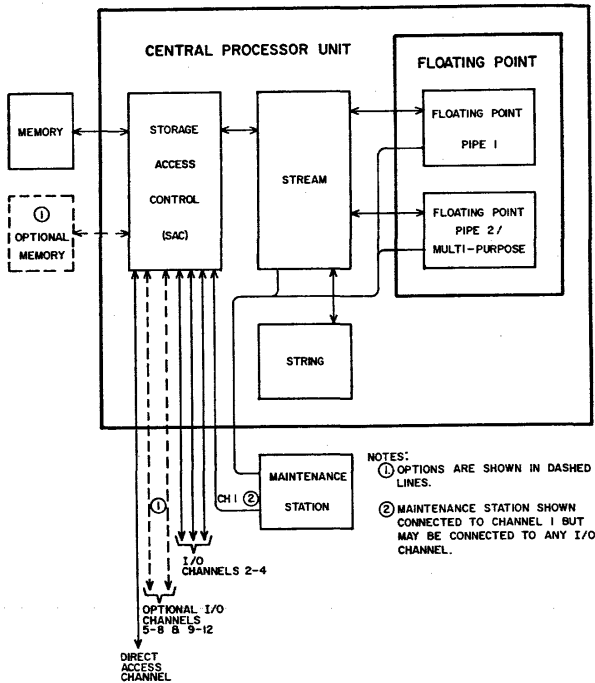 CENTRAL PROCESSOR UNIT
FLOATING POINT
MEMORY
①
OPTIONAL
MEMORY
STORAGE
ACCESS
CONTROL
(SAC)
STREAM
FLOATING POINT
PIPE 1
FLOATING POINT
PIPE 2/
MULTI-PURPOSE
STRING
MAINTENANCE
STATION
CH 1 ②
①
I/O
CHANNELS 2-4
OPTIONAL I/O
CHANNELS
5-8 & 9-12
DIRECT
ACCESS
CHANNEL
NOTES:
①. OPTIONS ARE SHOWN IN DASHED
LINES.
② MAINTENANCE STATION SHOWN
CONNECTED TO CHANNEL 1 BUT
MAY BE CONNECTED TO ANY I/O
CHANNEL.